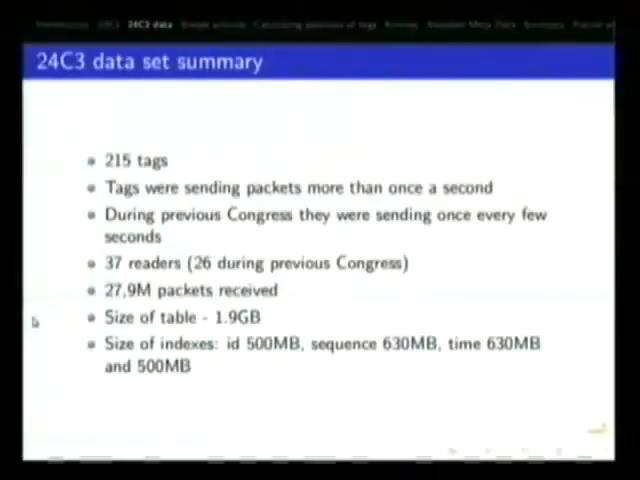 24C3 data
24C3 data set summary
215 tags
Tags were sending packets more than once a second
During previous Congress they were sending once every few
seconds
37 readers (26 during previous Congress)
27,9M packets received
Size of table - 1.9GB
Size of indexes: id 500MB, sequence 630MB, time 630MB
and 500MB